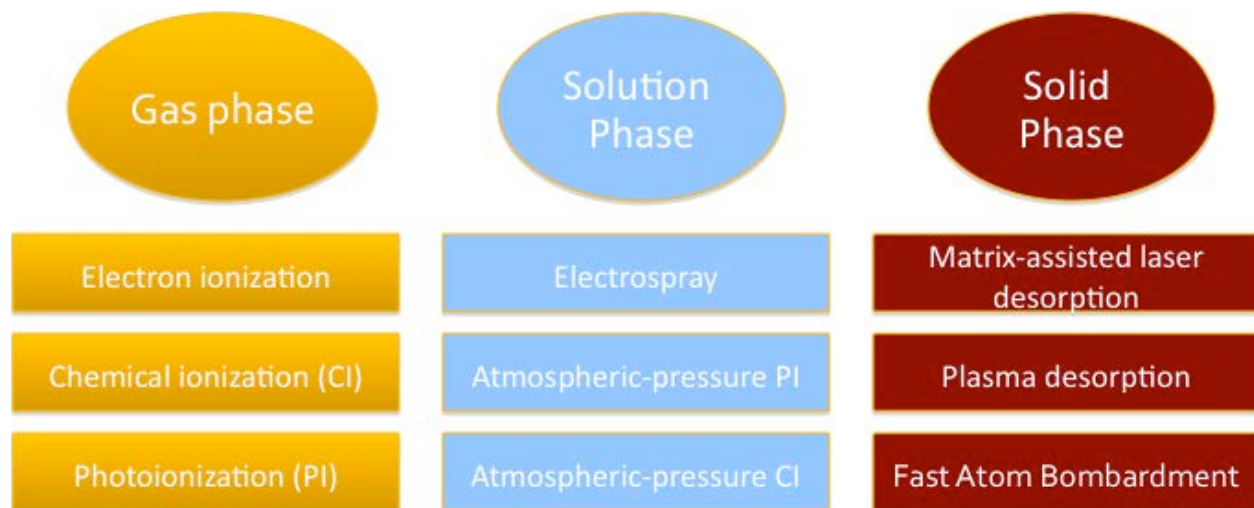 Gas phase
Solution
Phase
Solid
Phase
Electron ionization
Electrospray
Matrix-assisted laser
desorption
Chemical ionization (CI)
Atmospheric-pressure PI
Plasma desorption
Photoionization (PI)
Atmospheric-pressure CI
Fast Atom Bombardment